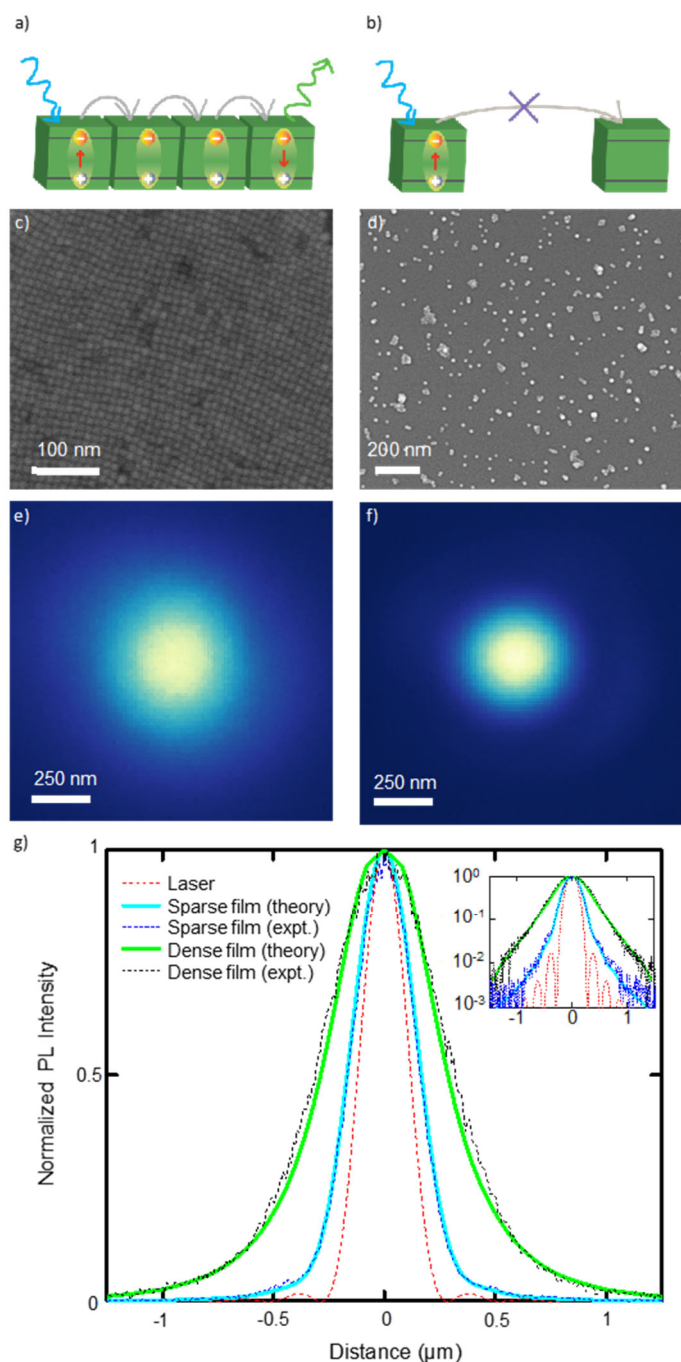 a)
b)
c)
d)
100 nm
200 nm
e)
f)
250 nm
250 nm
g)
1
Laser
Sparse film (theory)
Sparse film (expt.)
Dense film (theory)
Dense film (expt.)
10⁰
10⁻¹
10⁻²
10⁻³
-1
0
1
0.5
Normalized PL Intensity
0
-1
-0.5
0
0.5
1
Distance (μm)